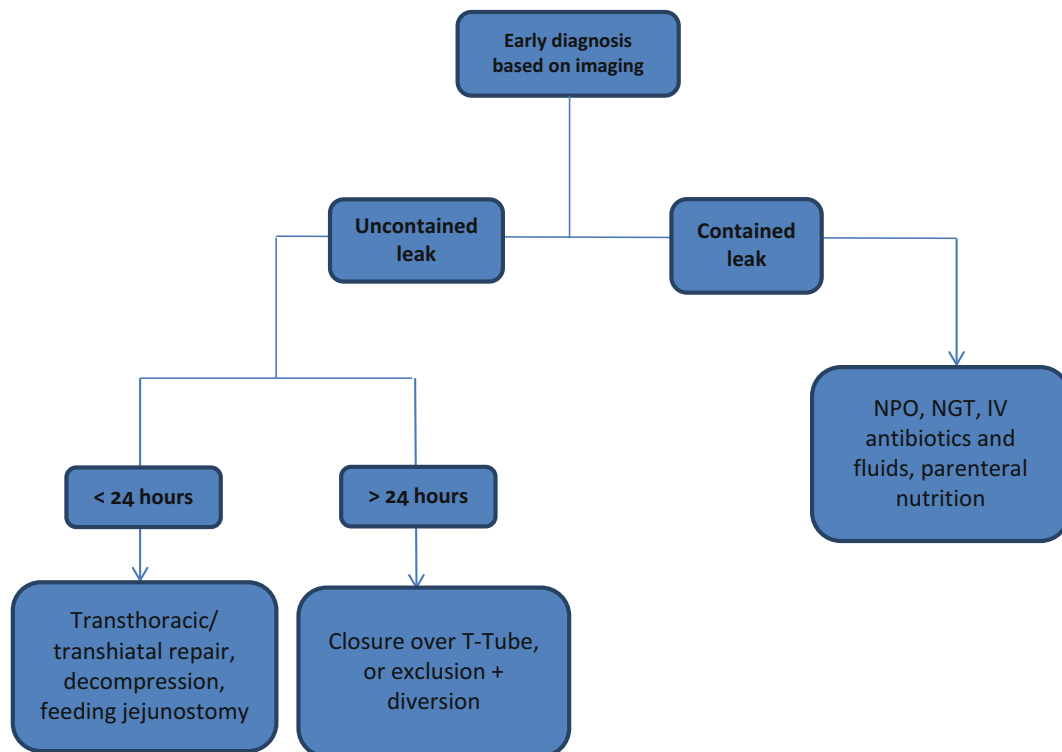 Early diagnosis
based on imaging
Uncontained
leak
Contained
leak
NPO, NGT, IV
antibiotics and
fluids, parenteral
nutrition
< 24 hours
> 24 hours
Transthoracic/
transhiatal repair,
decompression,
feeding jejunostomy
Closure over T-Tube,
or exclusion +
diversion